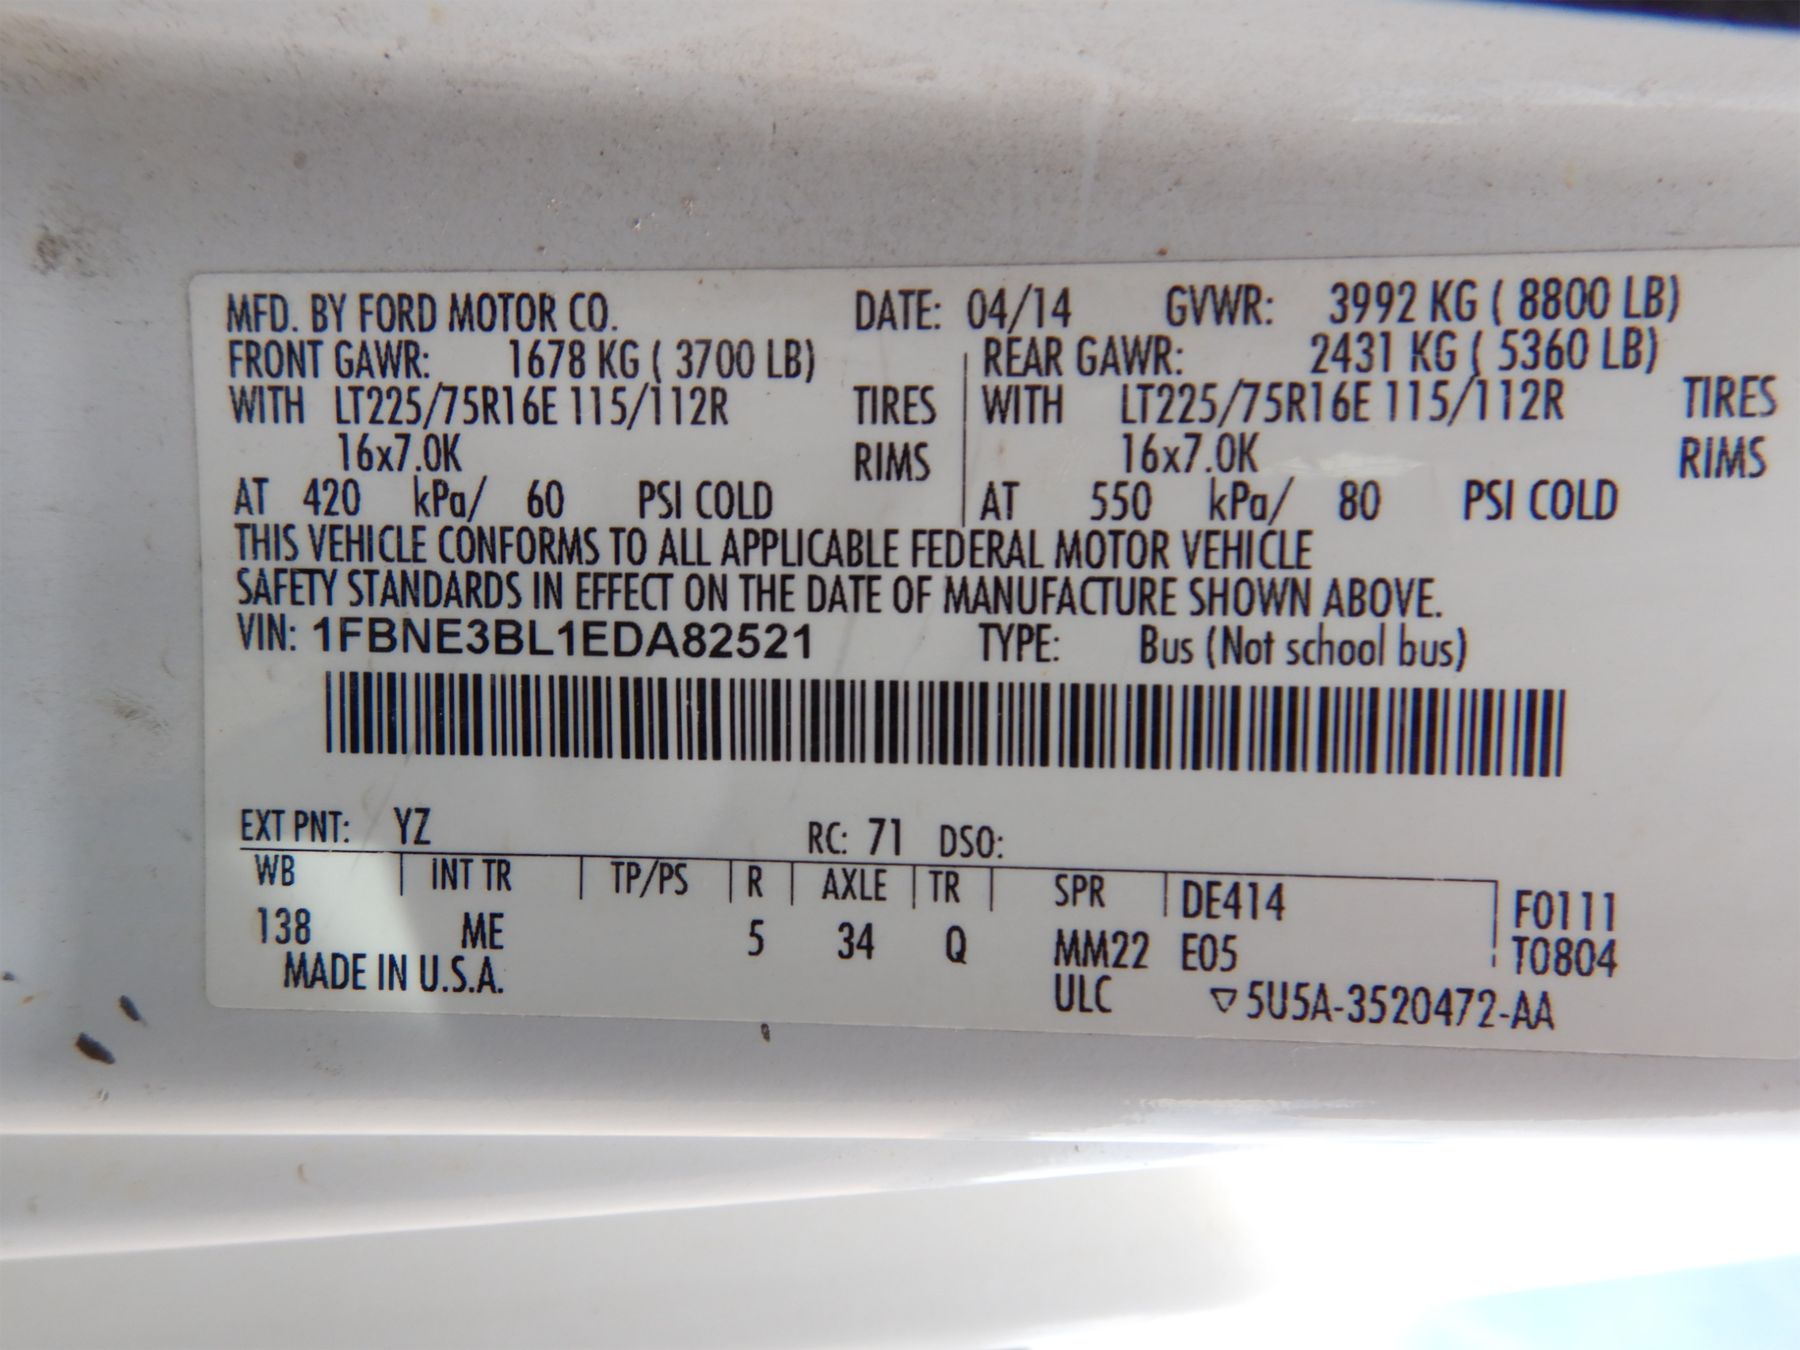 MFD. BY FORD MOTOR CO. DATE: 04/14 GVWR: 3992 KG ( 8800 LB)
FRONT GAWR: 1678 KG ( 3700 LB) REAR GAWR: 2431 KG ( 5360 LB)
WITH LT225/75R16E 115/112R TIRES WITH LT225/75R16E 115/112R TIRES
16x7.0K RIMS 16x7.0K RIMS
AT 420 kPa/ 60 PSI COLD AT 550 kPa/ 80 PSI COLD
THIS VEHICLE CONFORMS TO ALL APPLICABLE FEDERAL MOTOR VEHICLE
SAFETY STANDARDS IN EFFECT ON THE DATE OF MANUFACTURE SHOWN ABOVE.
VIN: 1FBNE3BL1EDA82521 TYPE: Bus (Not school bus)
EXT PNT: YZ RC: 71 DSO:
WB INT TR TP/PS R AXLE TR SPR DE414 F0111
138 ME 5 34 Q MM22 E05 T0804
MADE IN U.S.A. ULC ▽5U5A-3520472-AA